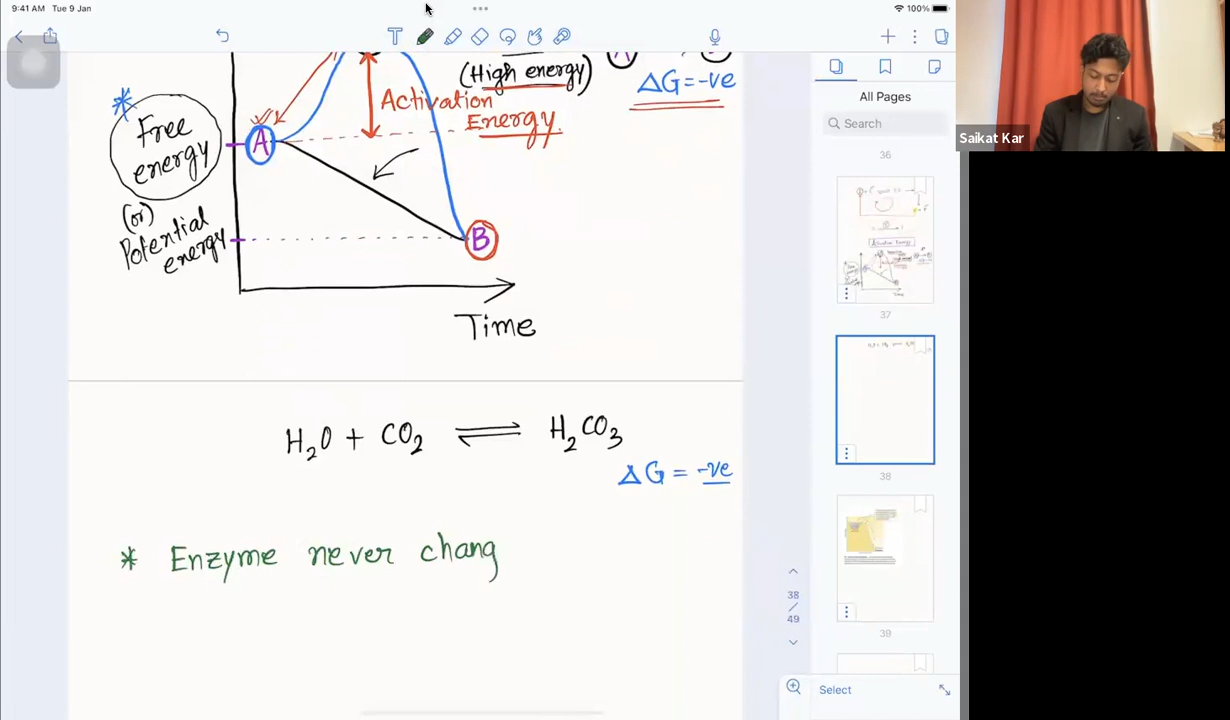 9:41 AM Tue 9 Jan
100%
(High energy)
ΔG = -ve
Activation
Energy.
Free
energy
A
(or)
Potential
energy
B
Time
H₂O + CO₂ ⇌ H₂CO₃
ΔG = -ve
* Enzyme never chang
All Pages
Search
36
37
38
39
38
/
49
Select
Saikat Kar